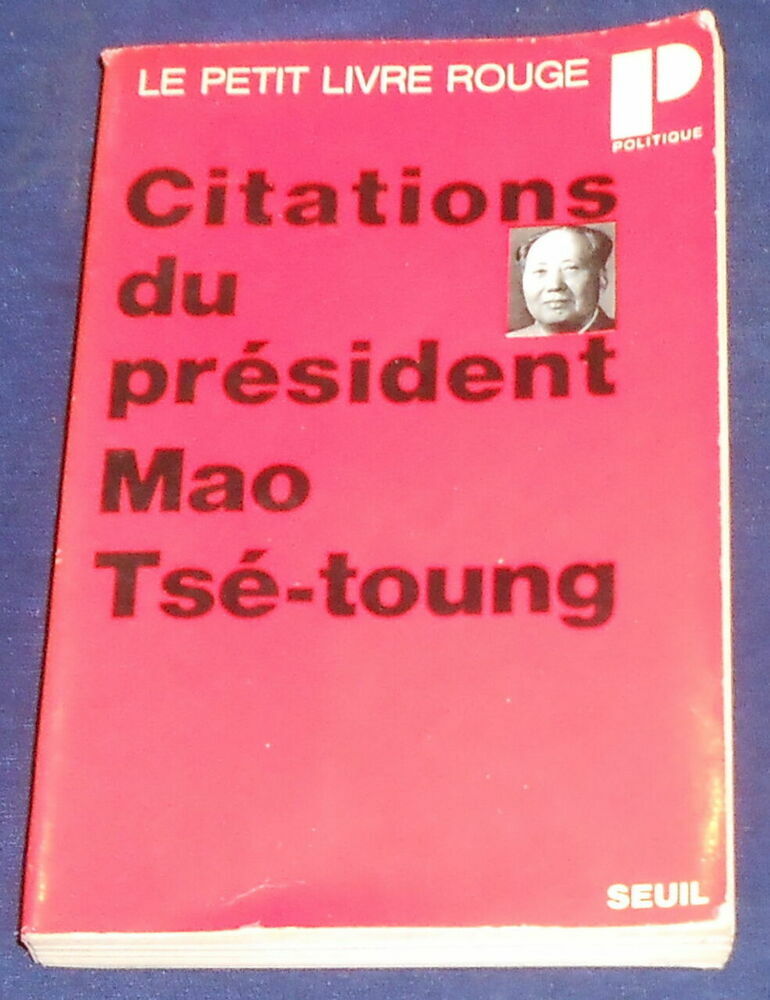 LE PETIT LIVRE ROUGE
P
POLITIQUE
Citations
du
président
Mao
Tsé-toung
SEUIL